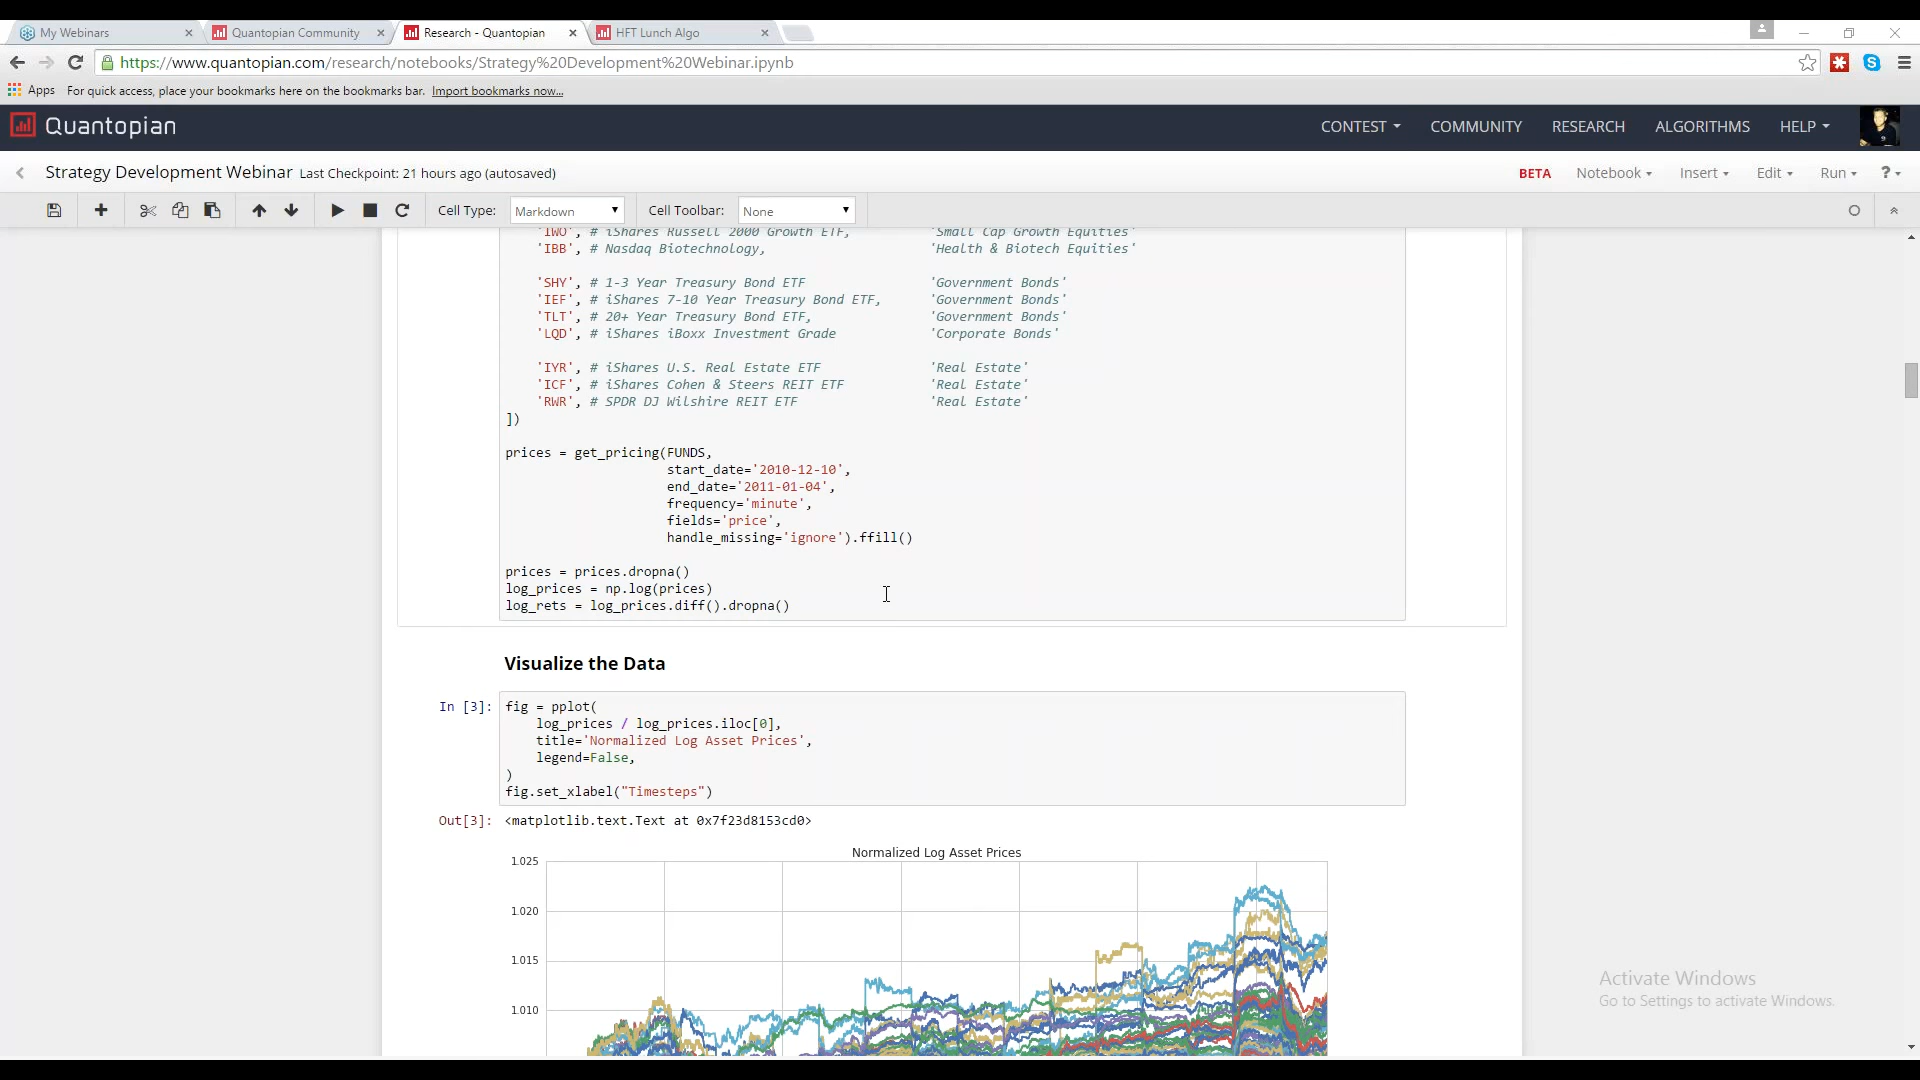 My Webinars
Quantopian Community
Research - Quantopian
HFT Lunch Algo
https://www.quantopian.com/research/notebooks/Strategy%20Development%20Webinar.ipynb
Apps For quick access, place your bookmarks here on the bookmarks bar. Import bookmarks now...
Quantopian CONTEST COMMUNITY RESEARCH ALGORITHMS HELP
Strategy Development Webinar Last Checkpoint: 21 hours ago (autosaved) BETA Notebook Insert Edit Run ?
Cell Type: Markdown Cell Toolbar: None
'IWO', # iShares Russell 2000 Growth ETF, 'Small Cap Growth Equities'
'IBB', # Nasdaq Biotechnology, 'Health & Biotech Equities'
'SHY', # 1-3 Year Treasury Bond ETF 'Government Bonds'
'IEF', # iShares 7-10 Year Treasury Bond ETF, 'Government Bonds'
'TLT', # 20+ Year Treasury Bond ETF, 'Government Bonds'
'LQD', # iShares iBoxx Investment Grade 'Corporate Bonds'
'IYR', # iShares U.S. Real Estate ETF 'Real Estate'
'ICF', # iShares Cohen & Steers REIT ETF 'Real Estate'
'RWR', # SPDR DJ Wilshire REIT ETF 'Real Estate'
])
prices = get_pricing(FUNDS,
start_date='2010-12-10',
end_date='2011-01-04',
frequency='minute',
fields='price',
handle_missing='ignore').ffill()
prices = prices.dropna()
log_prices = np.log(prices)
log_rets = log_prices.diff().dropna()
Visualize the Data
In [3]: fig = pplot(
log_prices / log_prices.iloc[0],
title='Normalized Log Asset Prices',
legend=False,
)
fig.set_xlabel("Timesteps")
Out[3]: <matplotlib.text.Text at 0x7f23d8153cd0>
Normalized Log Asset Prices
1.025
1.020
1.015
1.010
Activate Windows
Go to Settings to activate Windows.